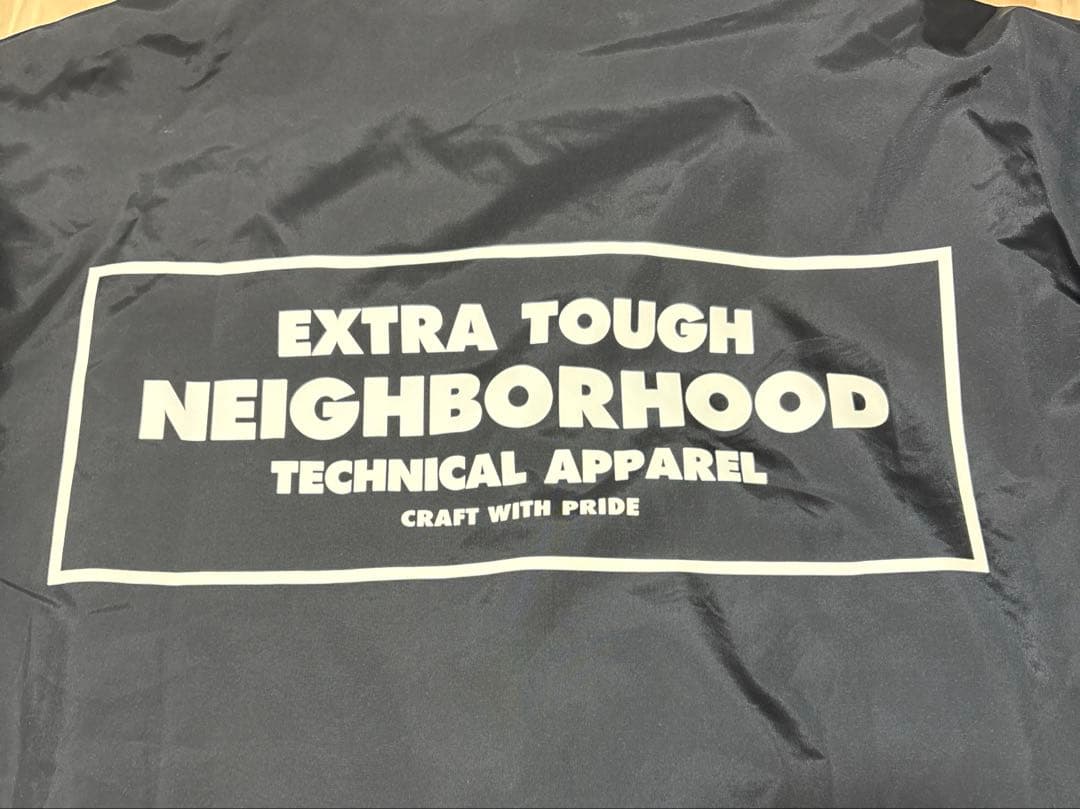 EXTRA TOUGH
NEIGHBORHOOD
TECHNICAL APPAREL
CRAFT WITH PRIDE